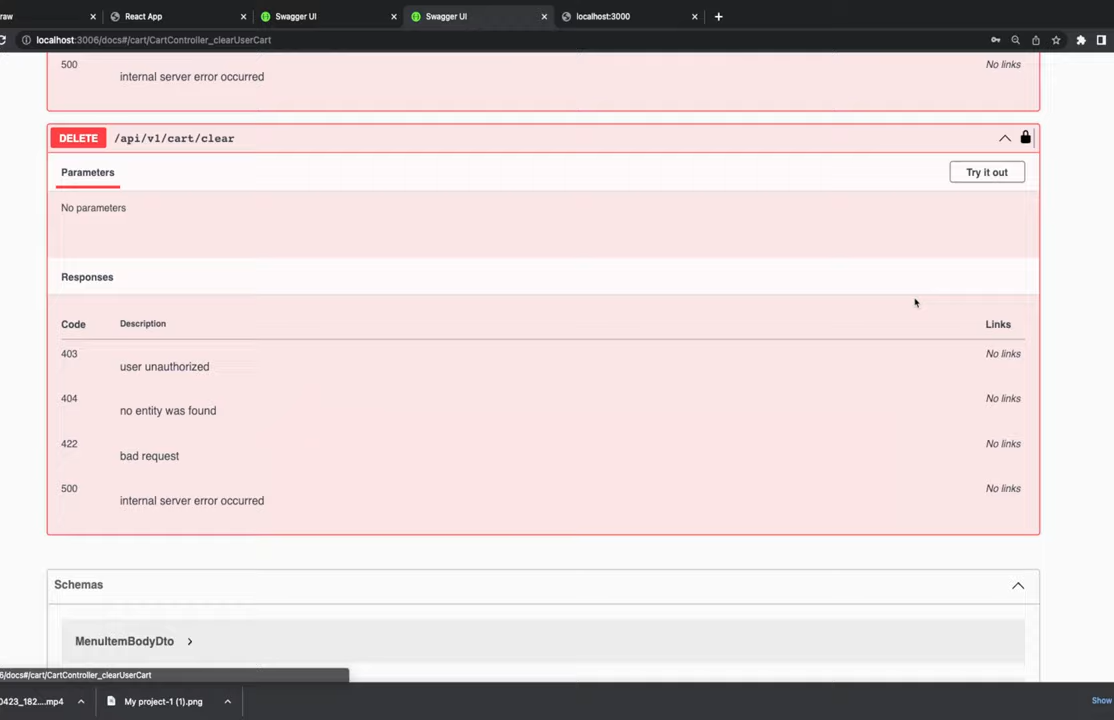 raw
React App
Swagger UI
Swagger UI
localhost:3000
localhost:3006/docs#/cart/CartController_clearUserCart
500
internal server error occurred
No links
DELETE /api/v1/cart/clear
Parameters
Try it out
No parameters
Responses
Code Description Links
403
user unauthorized
No links
404
no entity was found
No links
422
bad request
No links
500
internal server error occurred
No links
Schemas
MenuItemBodyDto
6/docs#/cart/CartController_clearUserCart
0423_182....mp4
My project-1 (1).png
Show